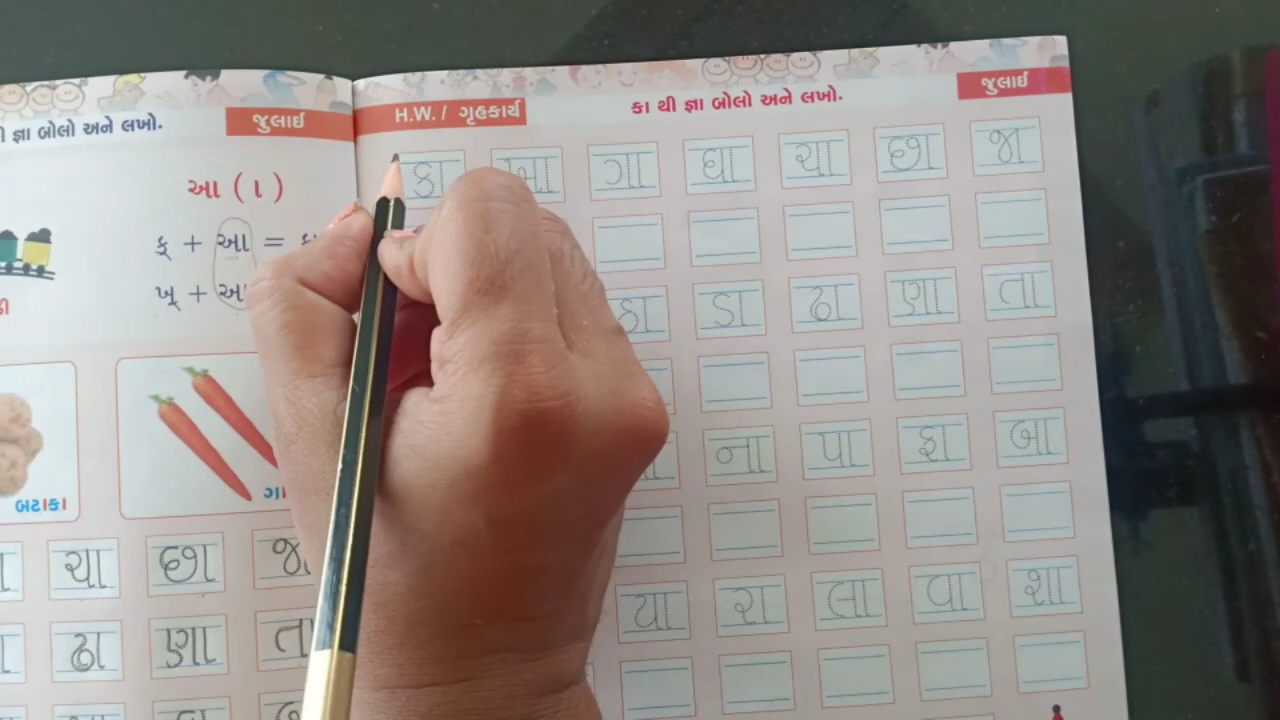 બોલો અને લખો.
જુલાઈ
આ ( ા )
ક્ + આ =
ખ્ + આ
બટાકા
ચા છા જા
ઢા ણા તા
H.W. / ગૃહકાર્ય
કા થી જ્ઞા બોલો અને લખો.
જુલાઈ
કા ખા ગા ઘા ચા છા જા
ઠા ડા ઢા ણા તા
ના પા ફા બા
યા રા લા વા શા